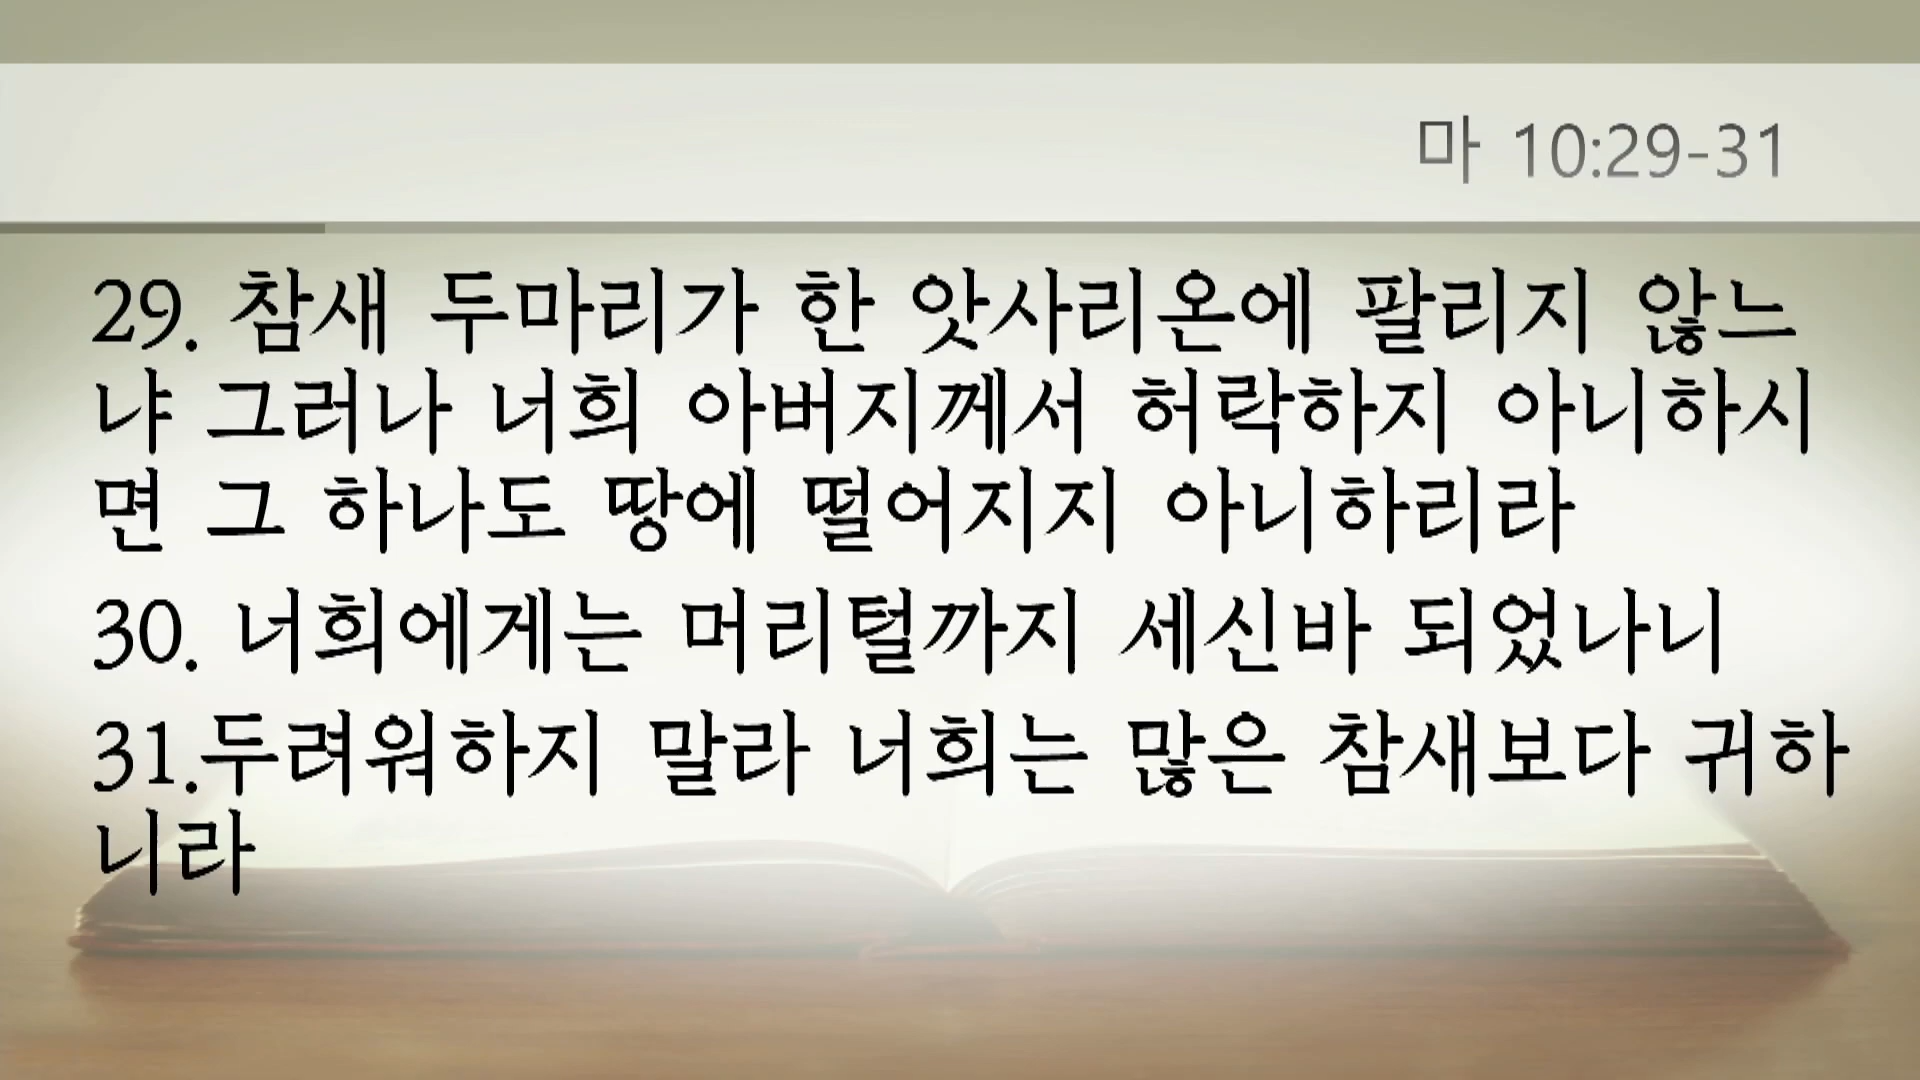 마 10:29-31
29. 참새 두마리가 한 앗사리온에 팔리지 않느
냐 그러나 너희 아버지께서 허락하지 아니하시
면 그 하나도 땅에 떨어지지 아니하리라
30. 너희에게는 머리털까지 세신바 되었나니
31.두려워하지 말라 너희는 많은 참새보다 귀하
니라